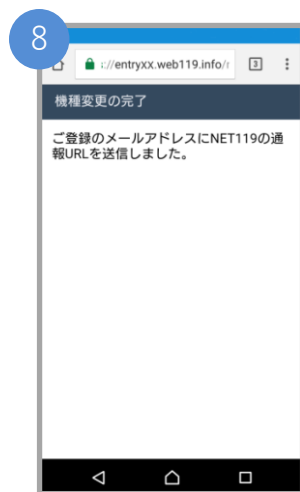 8
://entryxx.web119.info/r
3
機種変更の完了
ご登録のメールアドレスにNET119の通
報URLを送信しました。